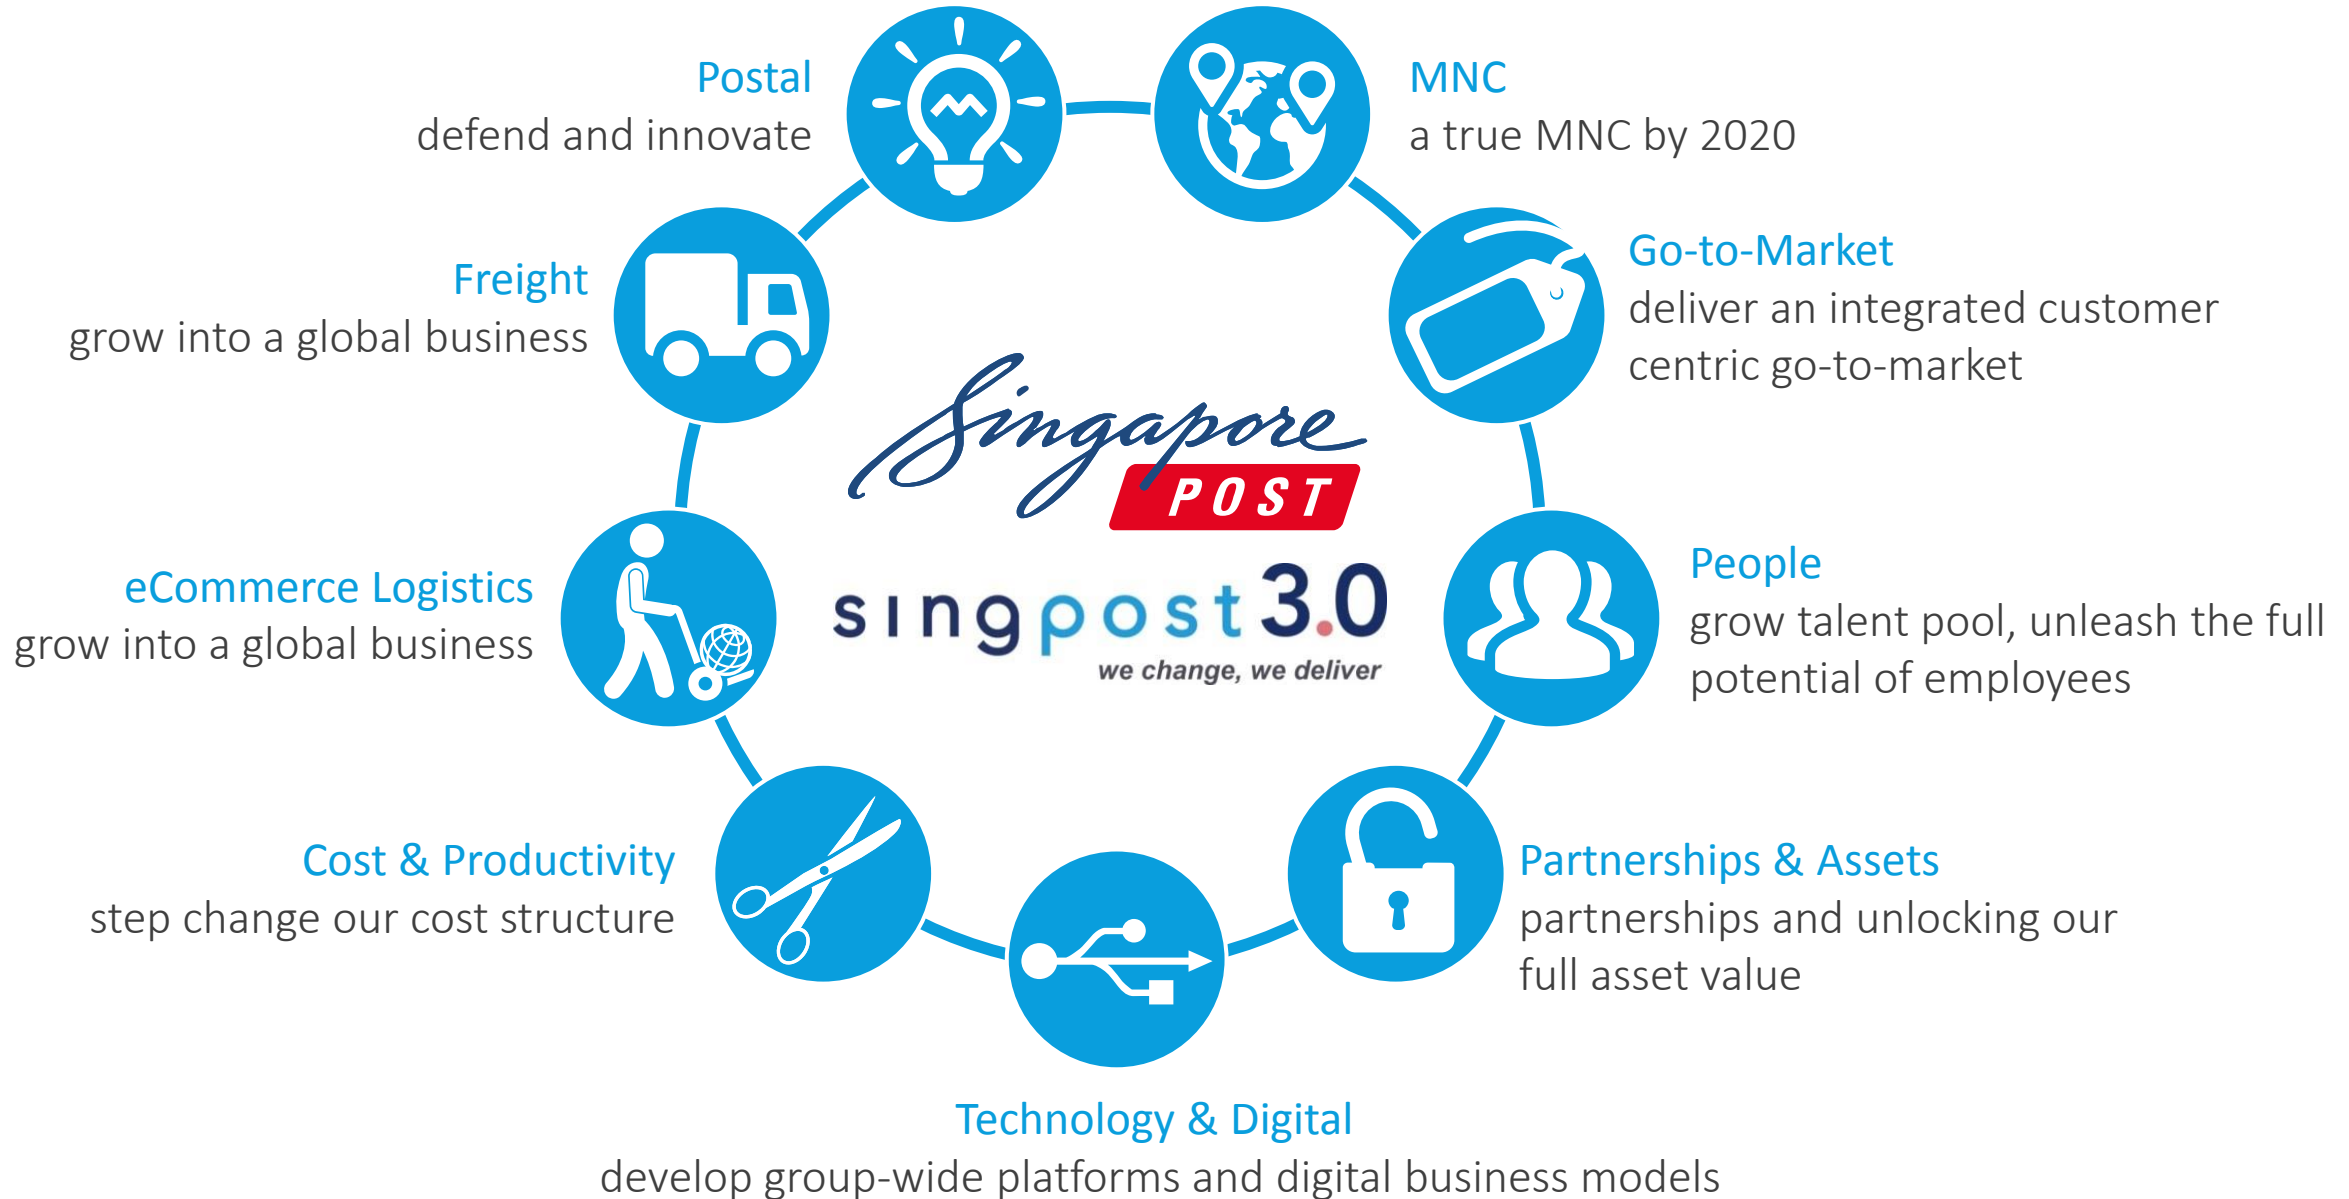 Postal
defend and innovate
MNC
a true MNC by 2020
Freight
grow into a global business
Go-to-Market
deliver an integrated customer
centric go-to-market
Singapore
POST
singpost 3.0
we change, we deliver
eCommerce Logistics
grow into a global business
People
grow talent pool, unleash the full
potential of employees
Cost & Productivity
step change our cost structure
Partnerships & Assets
partnerships and unlocking our
full asset value
Technology & Digital
develop group-wide platforms and digital business models